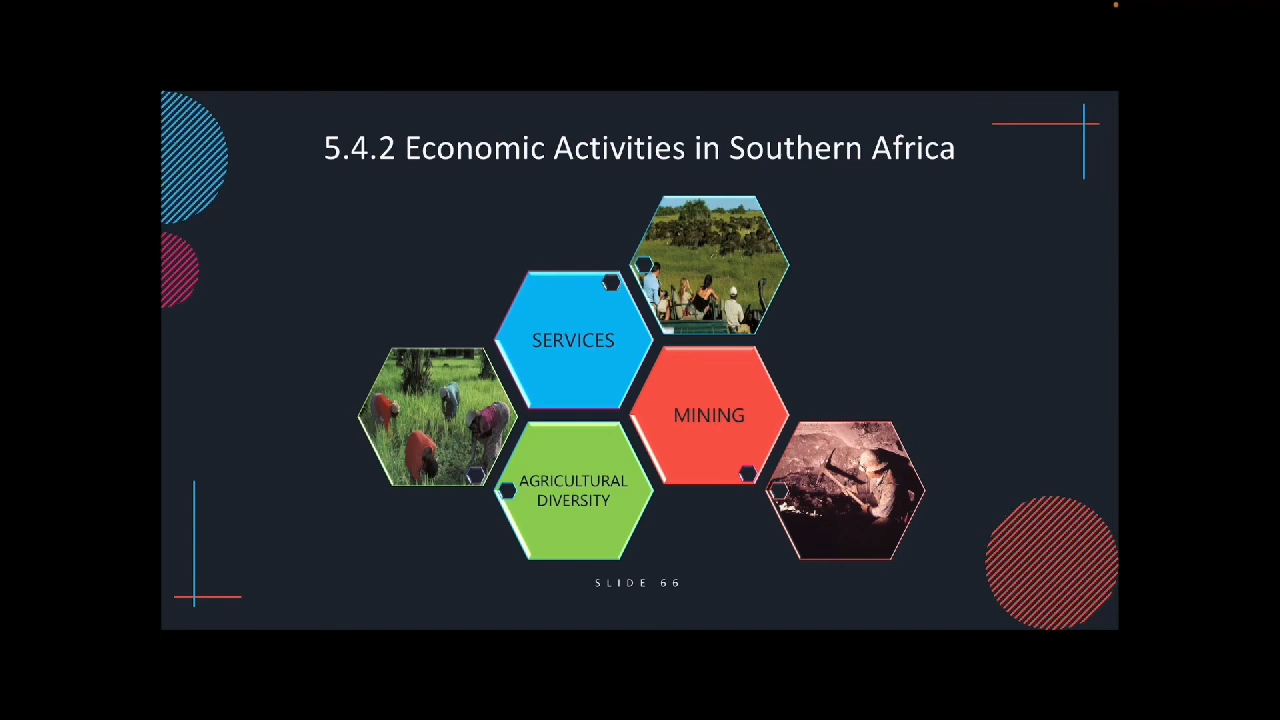 5.4.2 Economic Activities in Southern Africa
SERVICES
MINING
AGRICULTURAL
DIVERSITY
SLIDE 66